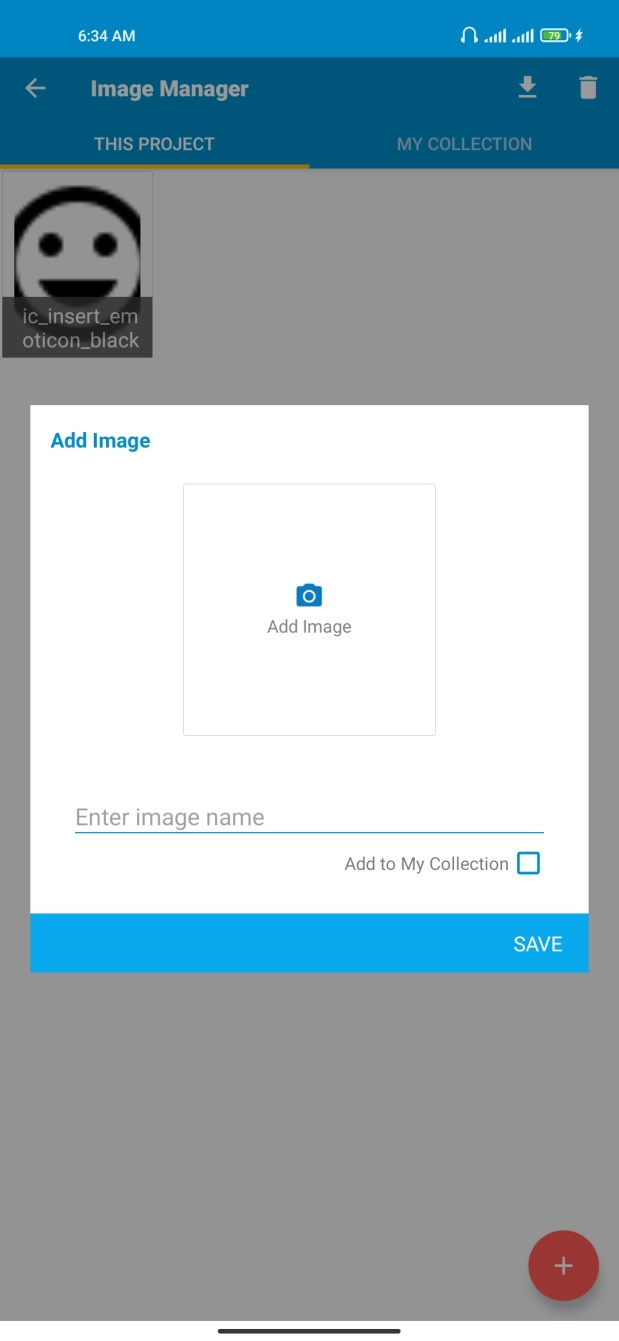 6:34 AM
79
Image Manager
THIS PROJECT
MY COLLECTION
ic_insert_em
oticon_black
Add Image
Add Image
Enter image name
Add to My Collection
SAVE